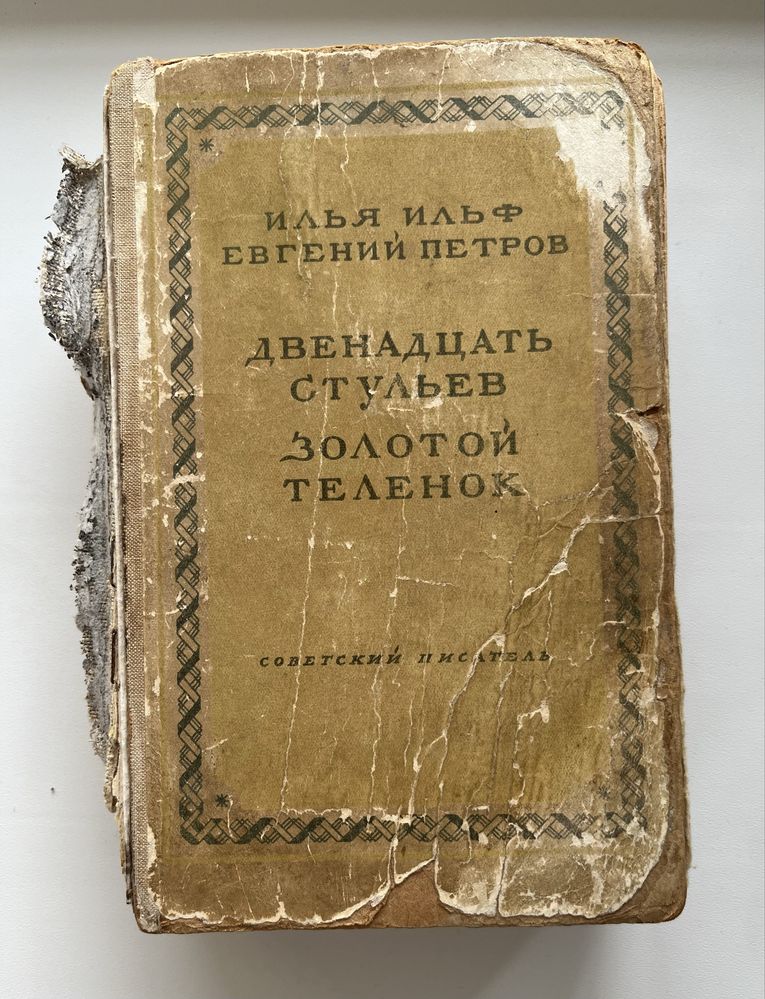 ИЛЬЯ ИЛЬФ
ЕВГЕНИЙ ПЕТРОВ
ДВЕНАДЦАТЬ
СТУЛЬЕВ
ЗОЛОТОЙ
ТЕЛЕНОК
СОВЕТСКИЙ ПИСАТЕЛЬ